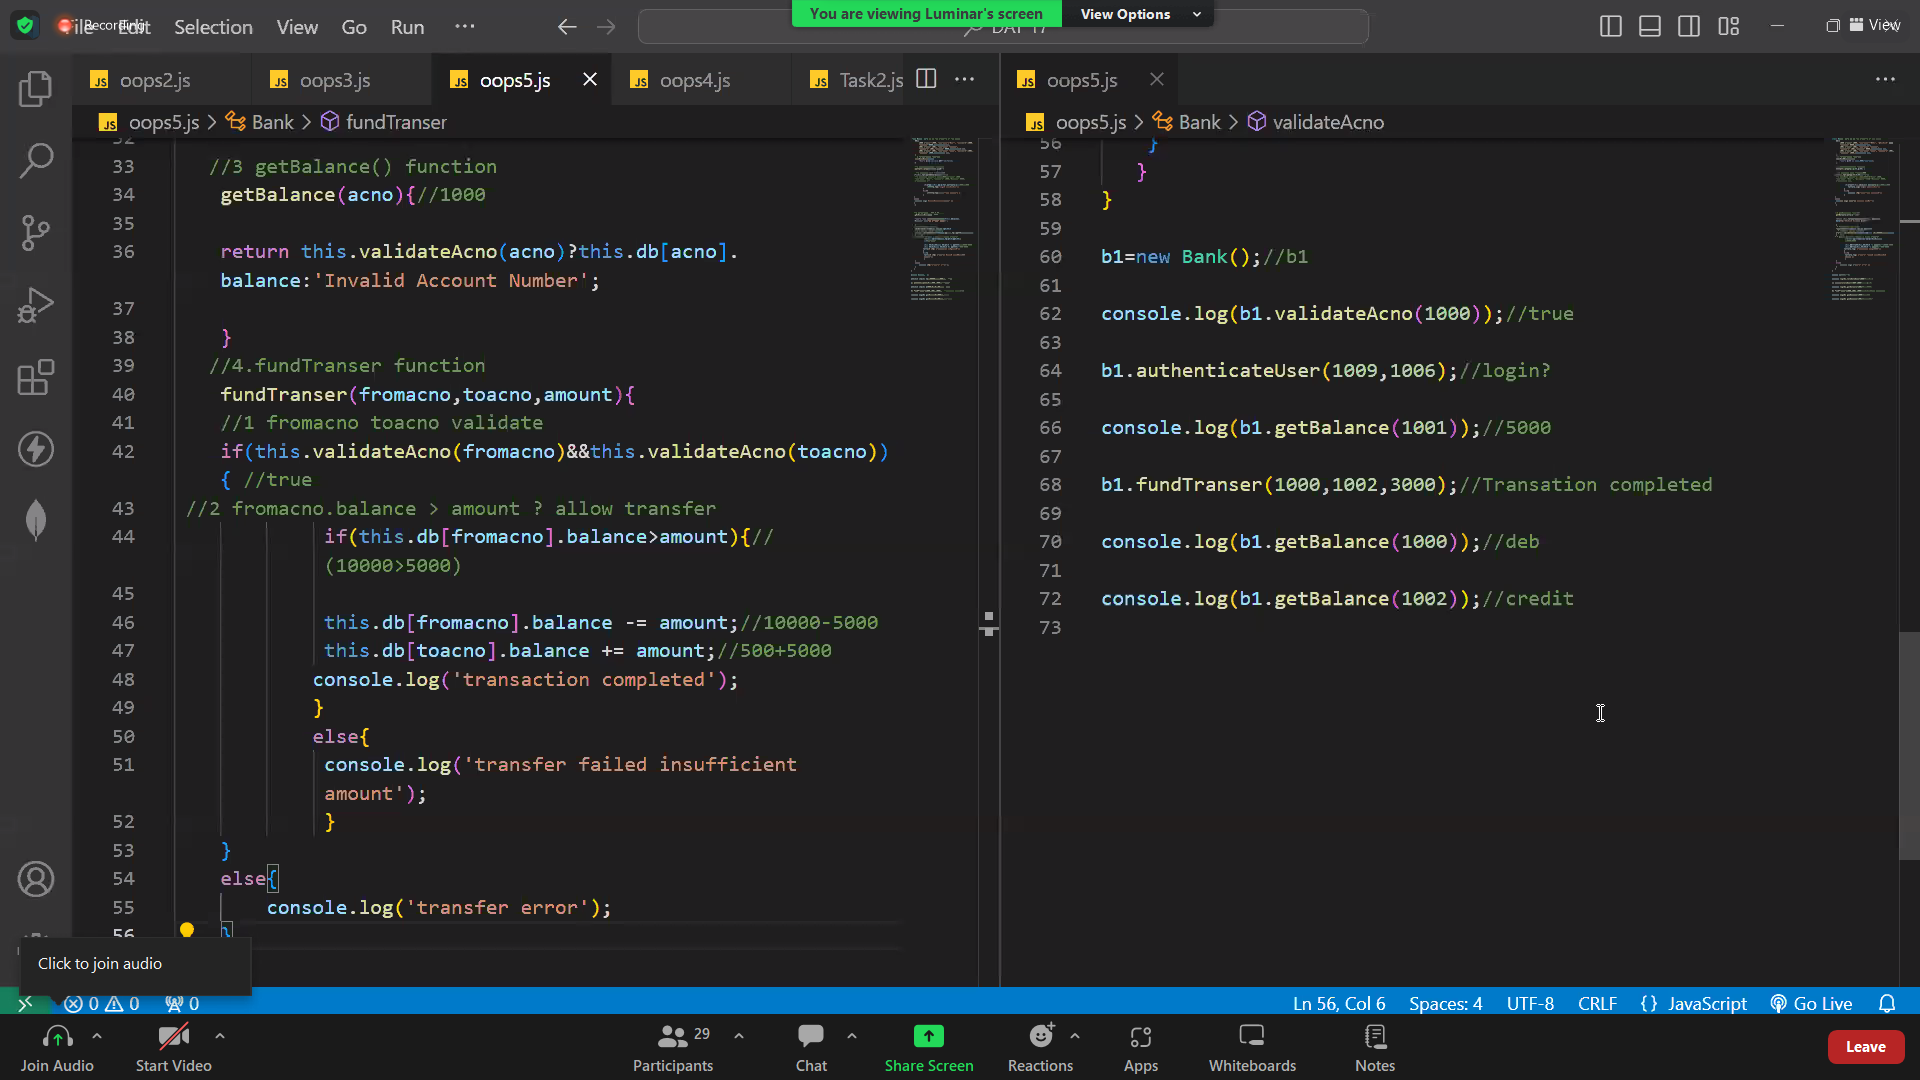 Recording
File Edit Selection View Go Run ···
You are viewing Luminar's screen View Options
DAY 17
View
oops2.js oops3.js oops5.js oops4.js Task2.js
oops5.js
oops5.js > Bank > fundTranser
oops5.js > Bank > validateAcno
32
33 //3 getBalance() function
34 getBalance(acno){//1000
35
36 return this.validateAcno(acno)?this.db[acno].
balance:'Invalid Account Number';
37
38 }
39 //4.fundTranser function
40 fundTranser(fromacno,toacno,amount){
41 //1 fromacno toacno validate
42 if(this.validateAcno(fromacno)&&this.validateAcno(toacno))
{ //true
43 //2 fromacno.balance > amount ? allow transfer
44 if(this.db[fromacno].balance>amount){//
(10000>5000)
45
46 this.db[fromacno].balance -= amount;//10000-5000
47 this.db[toacno].balance += amount;//500+5000
48 console.log('transaction completed');
49 }
50 else{
51 console.log('transfer failed insufficient
amount');
52 }
53 }
54 else{
55 console.log('transfer error');
56 }
56 }
57 }
58 }
59
60 b1=new Bank();//b1
61
62 console.log(b1.validateAcno(1000));//true
63
64 b1.authenticateUser(1009,1006);//login?
65
66 console.log(b1.getBalance(1001));//5000
67
68 b1.fundTranser(1000,1002,3000);//Transation completed
69
70 console.log(b1.getBalance(1000));//deb
71
72 console.log(b1.getBalance(1002));//credit
73
Click to join audio
0 0 0
Ln 56, Col 6 Spaces: 4 UTF-8 CRLF {} JavaScript Go Live
Join Audio Start Video Participants 29 Chat Share Screen Reactions Apps Whiteboards Notes Leave